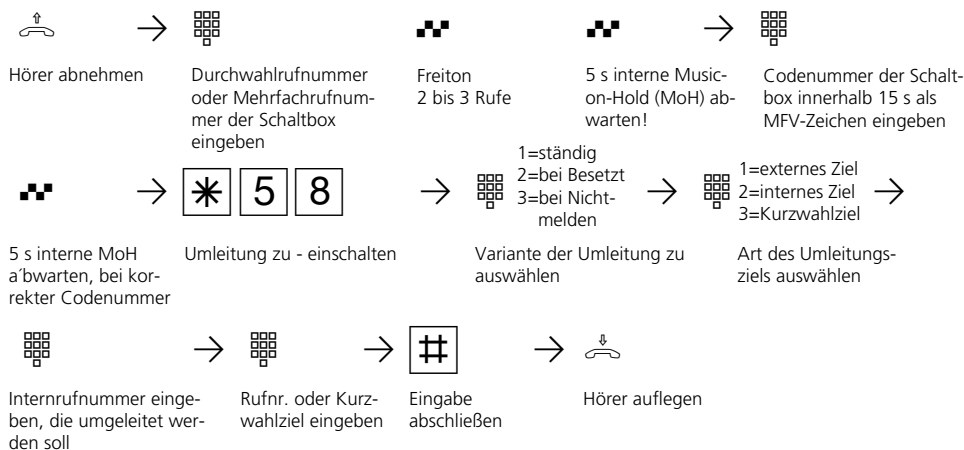 Hörer abnehmen
Durchwahlrufnummer
oder Mehrfachrufnum-
mer der Schaltbox
eingeben
Freiton
2 bis 3 Rufe
5 s interne Music-
on-Hold (MoH) ab-
warten!
Codenummer der Schalt-
box innerhalb 15 s als
MFV-Zeichen eingeben
5 s interne MoH
a´bwarten, bei kor-
rekter Codenummer
* 5 8
Umleitung zu - einschalten
1=ständig
2=bei Besetzt
3=bei Nicht-
melden
Variante der Umleitung zu
auswählen
1=externes Ziel
2=internes Ziel
3=Kurzwahlziel
Art des Umleitungs-
ziels auswählen
Internrufnummer einge-
ben, die umgeleitet wer-
den soll
Rufnr. oder Kurz-
wahlziel eingeben
#
Eingabe
abschließen
Hörer auflegen